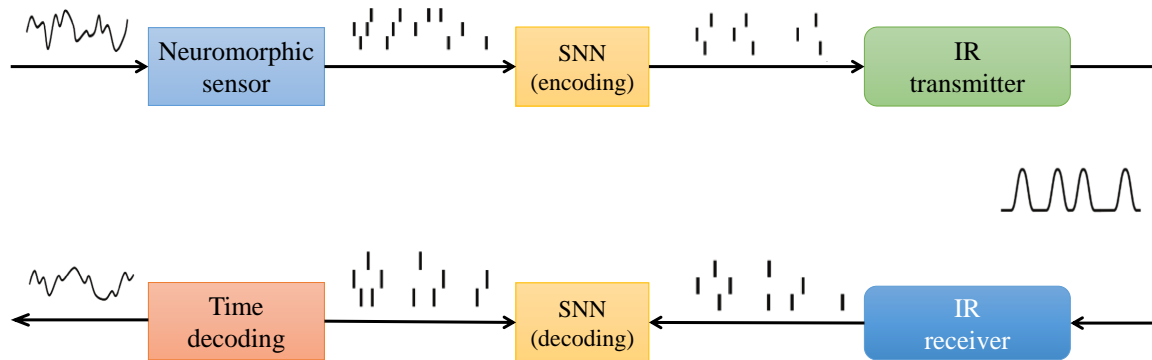 Neuromorphic
sensor
SNN
(encoding)
IR
transmitter
Time
decoding
SNN
(decoding)
IR
receiver